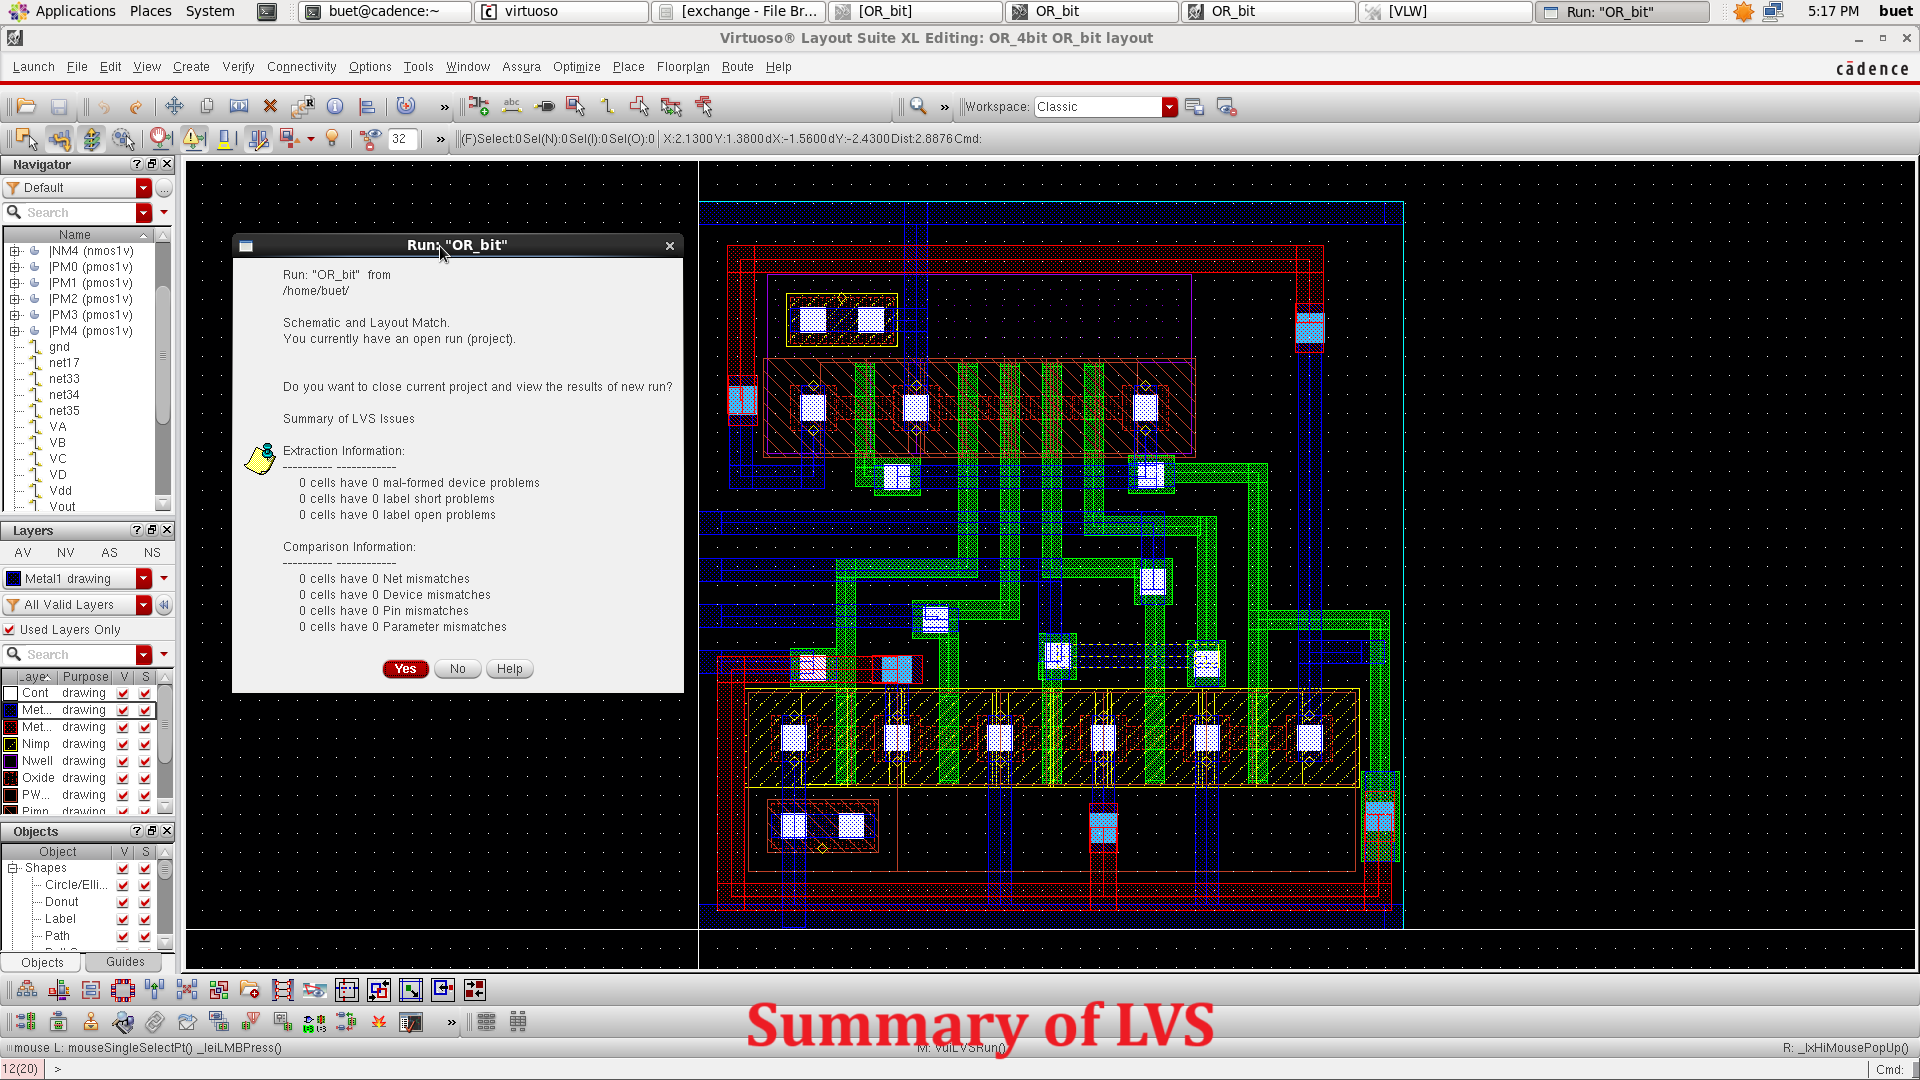 Applications Places System buet@cadence:~ virtuoso [exchange - File Br... [OR_bit] OR_bit OR_bit [VLW] Run: "OR_bit" 5:17 PM buet
Virtuoso® Layout Suite XL Editing: OR_4bit OR_bit layout
Launch File Edit View Create Verify Connectivity Options Tools Window Assura Optimize Place Floorplan Route Help cādence
» » Workspace: Classic
32 » (F)Select:0 Sel(N):0 Sel(I):0 Sel(O):0 X:2.1300 Y:1.3800 dX:-1.5600 dY:-2.4300 Dist:2.8876 Cmd:
Navigator
Default
Search
Name
|NM4 (nmos1v)
|PM0 (pmos1v)
|PM1 (pmos1v)
|PM2 (pmos1v)
|PM3 (pmos1v)
|PM4 (pmos1v)
gnd
net17
net33
net34
net35
VA
VB
VC
VD
Vdd
Vout
Layers
AV NV AS NS
Metal1 drawing
All Valid Layers
Used Layers Only
Search
Purpose V S
Cont drawing
Met... drawing
Met... drawing
Nimp drawing
Nwell drawing
Oxide drawing
PW... drawing
Pimp drawing
Objects
Object V S
Shapes
Circle/Elli...
Donut
Label
Path
Objects Guides
Run: "OR_bit"
Run: "OR_bit" from
/home/buet/
Schematic and Layout Match.
You currently have an open run (project).
Do you want to close current project and view the results of new run?
Summary of LVS Issues
Extraction Information:
---------- ------------
0 cells have 0 mal-formed device problems
0 cells have 0 label short problems
0 cells have 0 label open problems
Comparison Information:
---------- ------------
0 cells have 0 Net mismatches
0 cells have 0 Device mismatches
0 cells have 0 Pin mismatches
0 cells have 0 Parameter mismatches
Yes No Help
»
Summary of LVS
mouse L: mouseSingleSelectPt() _leiLMBPress() M: vuiLVSRun() R: _lxHiMousePopUp()
12(20) > Cmd: